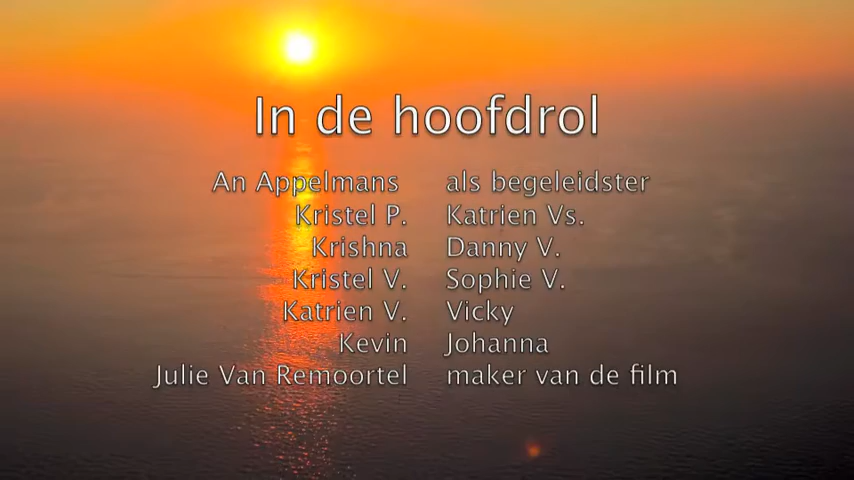 In de hoofdrol
An Appelmans als begeleidster
Kristel P. Katrien Vs.
Krishna Danny V.
Kristel V. Sophie V.
Katrien V. Vicky
Kevin Johanna
Julie Van Remoortel maker van de film